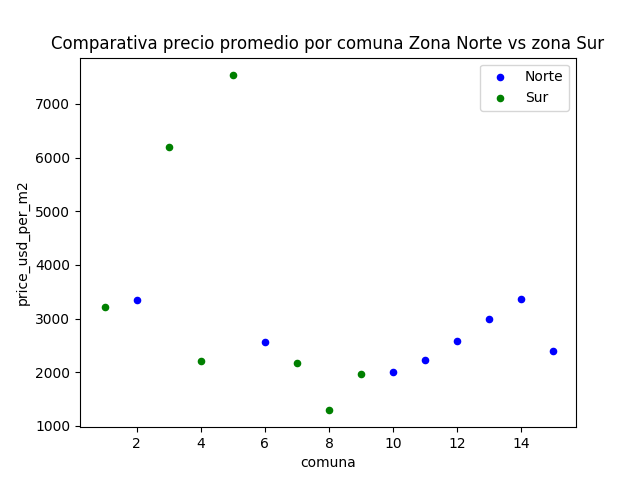 Comparativa precio promedio por comuna Zona Norte vs zona Sur
Norte
Sur
price_usd_per_m2
7000
6000
5000
4000
3000
2000
1000
2 4 6 8 10 12 14
comuna